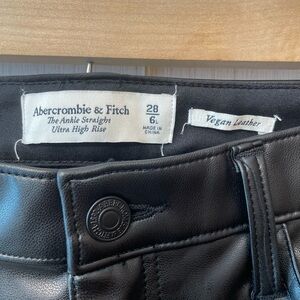 Abercrombie & Fitch
The Ankle Straight
Ultra High Rise
28
6L
MADE IN
CHINA
Vegan Leather